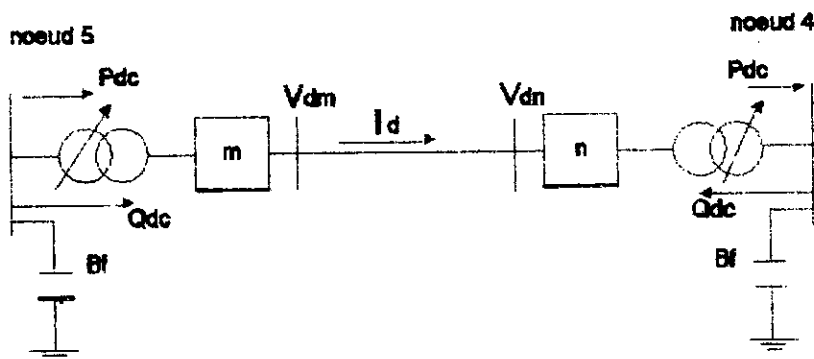 noeud 5
noeud 4
Pdc
Pdc
Vdm
Vdn
Id
m
n
Qdc
Qdc
Bf
Bf